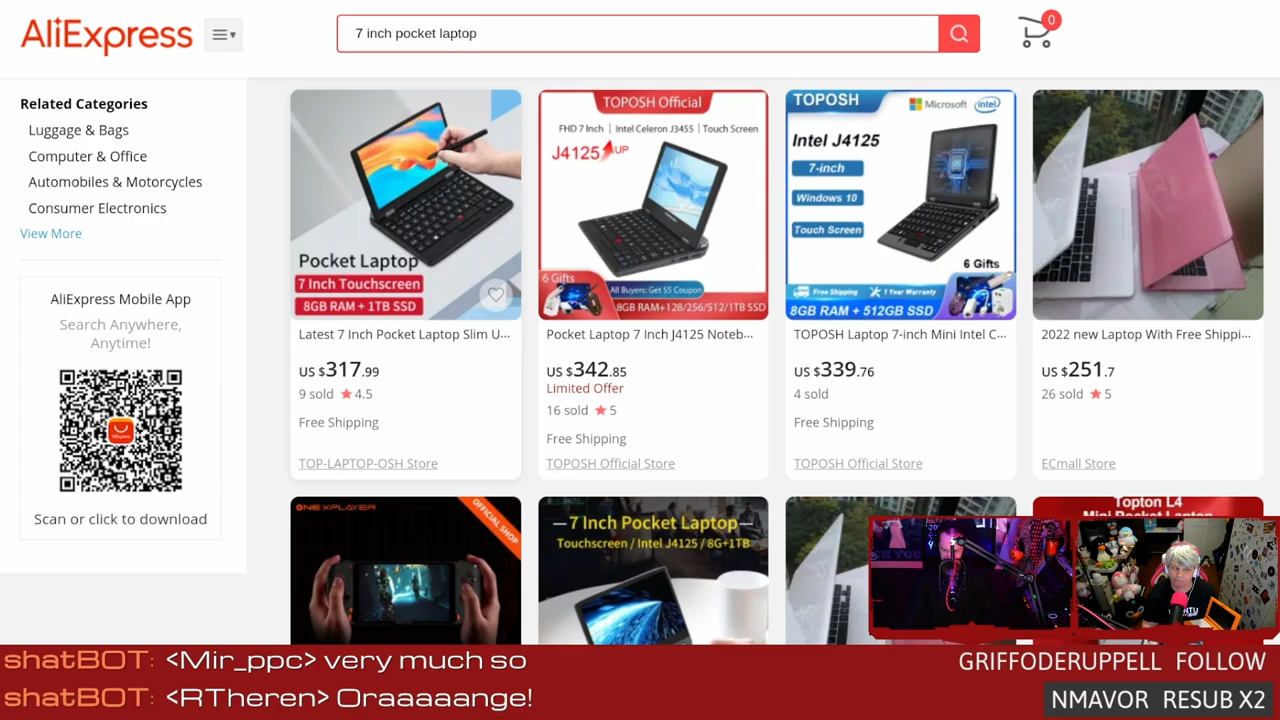 AliExpress
7 inch pocket laptop
0
Related Categories
Luggage & Bags
Computer & Office
Automobiles & Motorcycles
Consumer Electronics
View More
AliExpress Mobile App
Search Anywhere,
Anytime!
Scan or click to download
Pocket Laptop
7 Inch Touchscreen
8GB RAM + 1TB SSD
Latest 7 Inch Pocket Laptop Slim U...
US $317.99
9 sold ★ 4.5
Free Shipping
TOP-LAPTOP-OSH Store
TOPOSH Official
FHD 7 Inch | Intel Celeron J3455 | Touch Screen
J4125 UP
6 Gifts
All Buyers: Get $5 Coupon
8GB RAM+128/256/512/1TB SSD
Pocket Laptop 7 Inch J4125 Noteb...
US $342.85
Limited Offer
16 sold ★ 5
Free Shipping
TOPOSH Official Store
TOPOSH
Microsoft
intel
Intel J4125
7-inch
Windows 10
Touch Screen
6 Gifts
Free Shipping
1 Year Warranty
8GB RAM + 512GB SSD
TOPOSH Laptop 7-inch Mini Intel C...
US $339.76
4 sold
Free Shipping
TOPOSH Official Store
2022 new Laptop With Free Shippi...
US $251.7
26 sold ★ 5
ECmall Store
ONEXPLAYER
OFFICIAL SHOP
—7 Inch Pocket Laptop—
Touchscreen / Intel J4125 / 8G+1TB
Topton L4
Mini Pocket Laptop
shatBOT: <Mir_ppc> very much so
shatBOT: <RTheren> Oraaaaange!
GRIFFODERUPPELL FOLLOW
NMAVOR RESUB X2